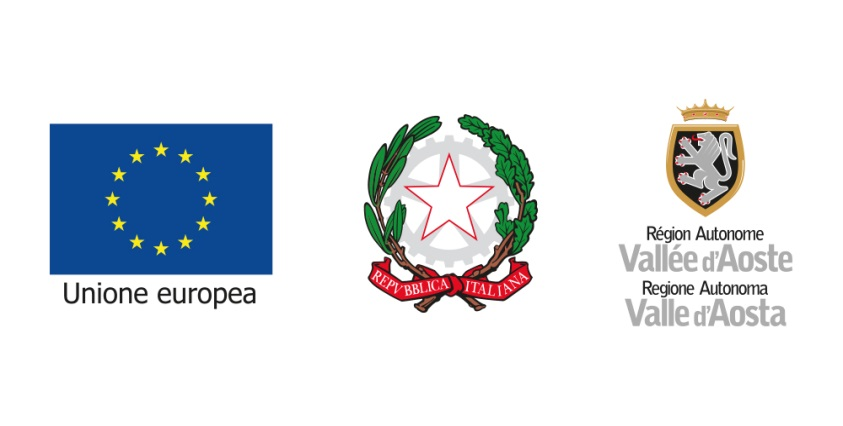 Unione europea
REPVBBLICA ITALIANA
Région Autonome
Vallée d'Aoste
Regione Autonoma
Valle d'Aosta